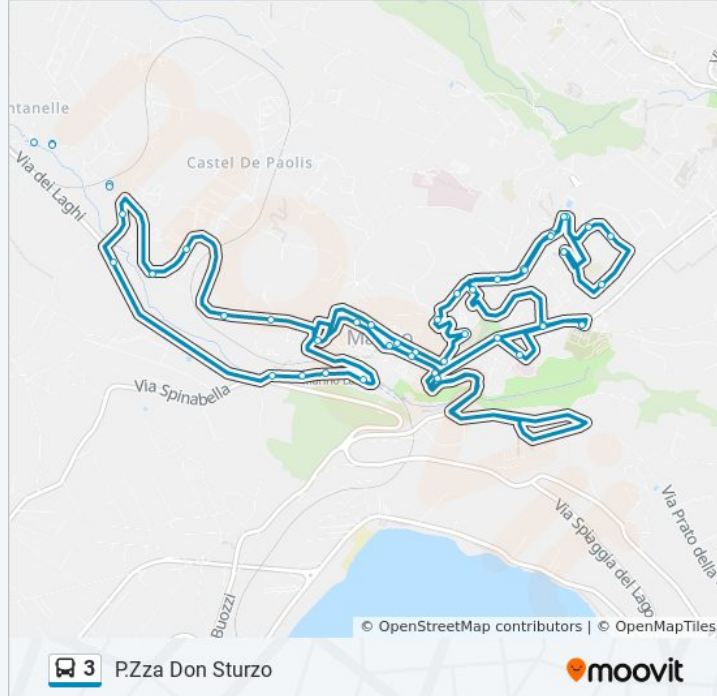 ntanelle
Via dei Laghi
Castel De Paolis
Via Spinabella
Via Spiaggia del Lago
Via Prato della
Buozzi
© OpenStreetMap contributors | © OpenMapTiles
3 P.Zza Don Sturzo
moovit